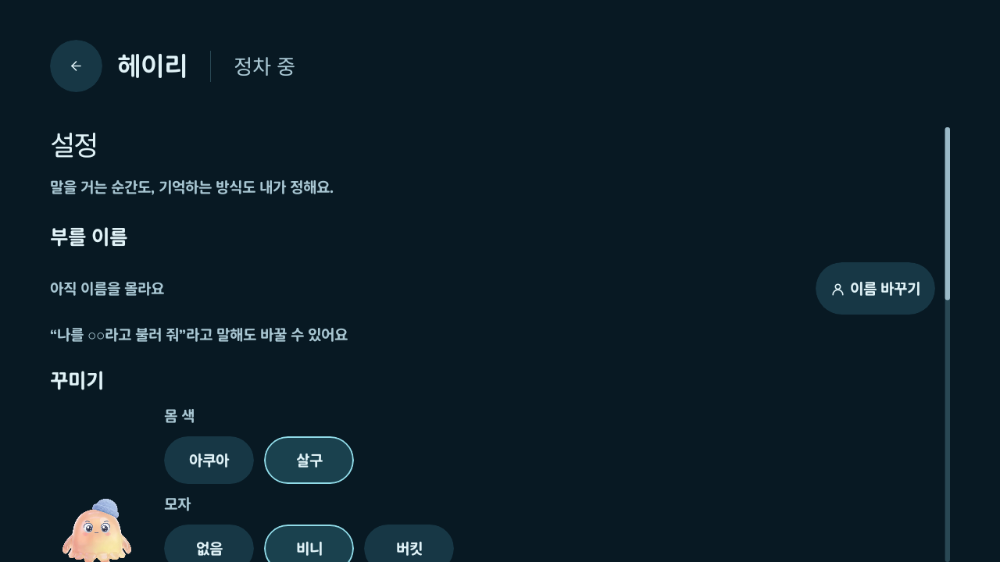 헤이리
정차 중
설정
말을 거는 순간도, 기억하는 방식도 내가 정해요.
부를 이름
아직 이름을 몰라요
이름 바꾸기
“나를 ○○라고 불러 줘”라고 말해도 바꿀 수 있어요
꾸미기
몸 색
아쿠아
살구
모자
없음
비니
버킷